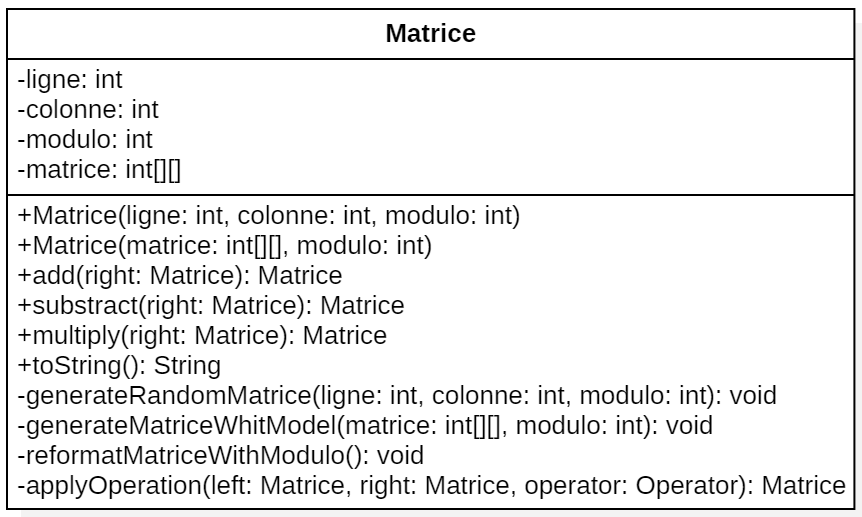 Matrice
-ligne: int
-colonne: int
-modulo: int
-matrice: int[][]
+Matrice(ligne: int, colonne: int, modulo: int)
+Matrice(matrice: int[][], modulo: int)
+add(right: Matrice): Matrice
+substract(right: Matrice): Matrice
+multiply(right: Matrice): Matrice
+toString(): String
-generateRandomMatrice(ligne: int, colonne: int, modulo: int): void
-generateMatriceWhitModel(matrice: int[][], modulo: int): void
-reformatMatriceWithModulo(): void
-applyOperation(left: Matrice, right: Matrice, operator: Operator): Matrice